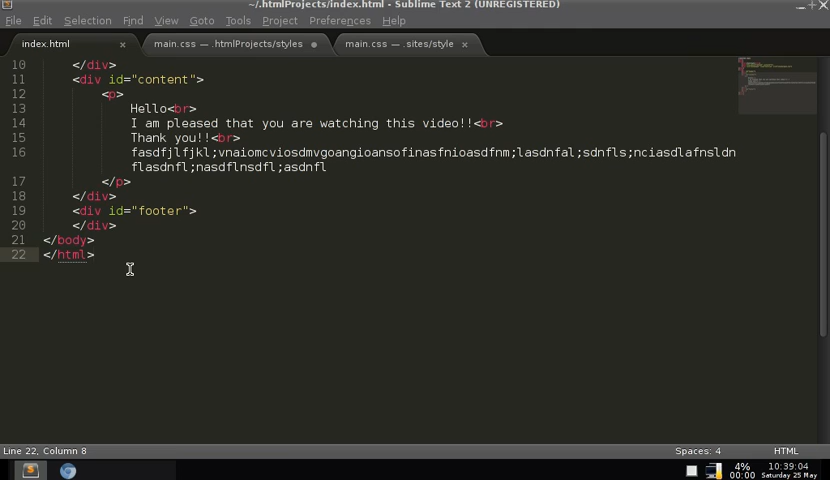 ~/.htmlProjects/index.html - Sublime Text 2 (UNREGISTERED)
File Edit Selection Find View Goto Tools Project Preferences Help
index.html × main.css — .htmlProjects/styles main.css — .sites/style ×
10 </div>
11 <div id="content">
12 <p>
13 Hello<br>
14 I am pleased that you are watching this video!!<br>
15 Thank you!!<br>
16 fasdfjlfjkl;vnaiomcviosdmvgoangioansofinasfnioasdfnm;lasdnfal;sdnfls;nciasdlafnsldn
flasdnfl;nasdflnsdfl;asdnfl
17 </p>
18 </div>
19 <div id="footer">
20 </div>
21 </body>
22 </html>
Line 22, Column 8 Spaces: 4 HTML
4% 10:39:04
00:00 Saturday 25 May